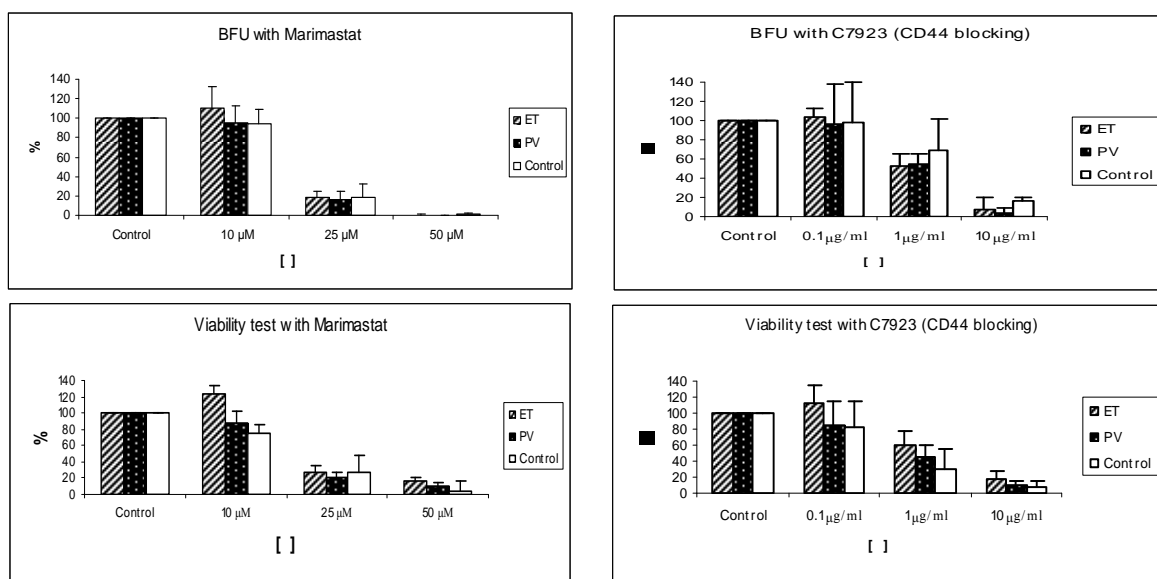 BFU with Marimastat
140
120
100
80
60
40
20
0
%
Control 10 µM 25 µM 50 µM
[ ]
ET
PV
Control
BFU with C7923 (CD44 blocking)
140
120
100
80
60
40
20
0
Control 0.1µg/ml 1µg/ml 10µg/ml
[ ]
ET
PV
Control
Viability test with Marimastat
140
120
100
80
60
40
20
0
%
Control 10 µM 25 µM 50 µM
[ ]
ET
PV
Control
Viability test with C7923 (CD44 blocking)
140
120
100
80
60
40
20
0
Control 0.1µg/ml 1µg/ml 10µg/ml
[ ]
ET
PV
Control